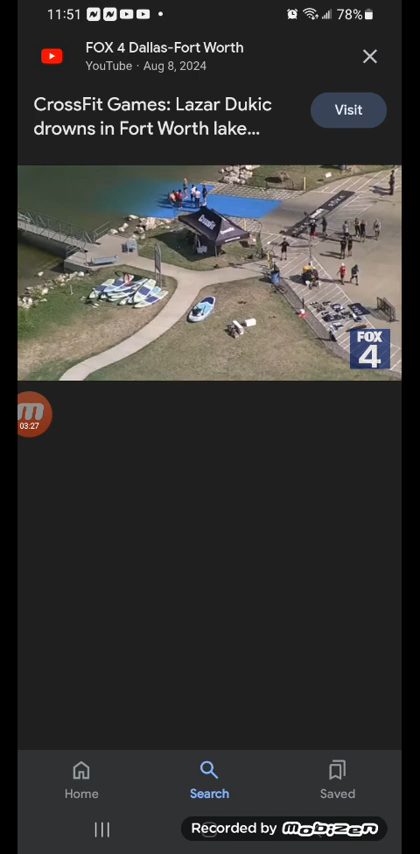 11:51
78%
FOX 4 Dallas-Fort Worth
YouTube · Aug 8, 2024
CrossFit Games: Lazar Dukic
drowns in Fort Worth lake...
Visit
CrossFit
FOX
4
03:27
Home
Search
Saved
Recorded by mobizen